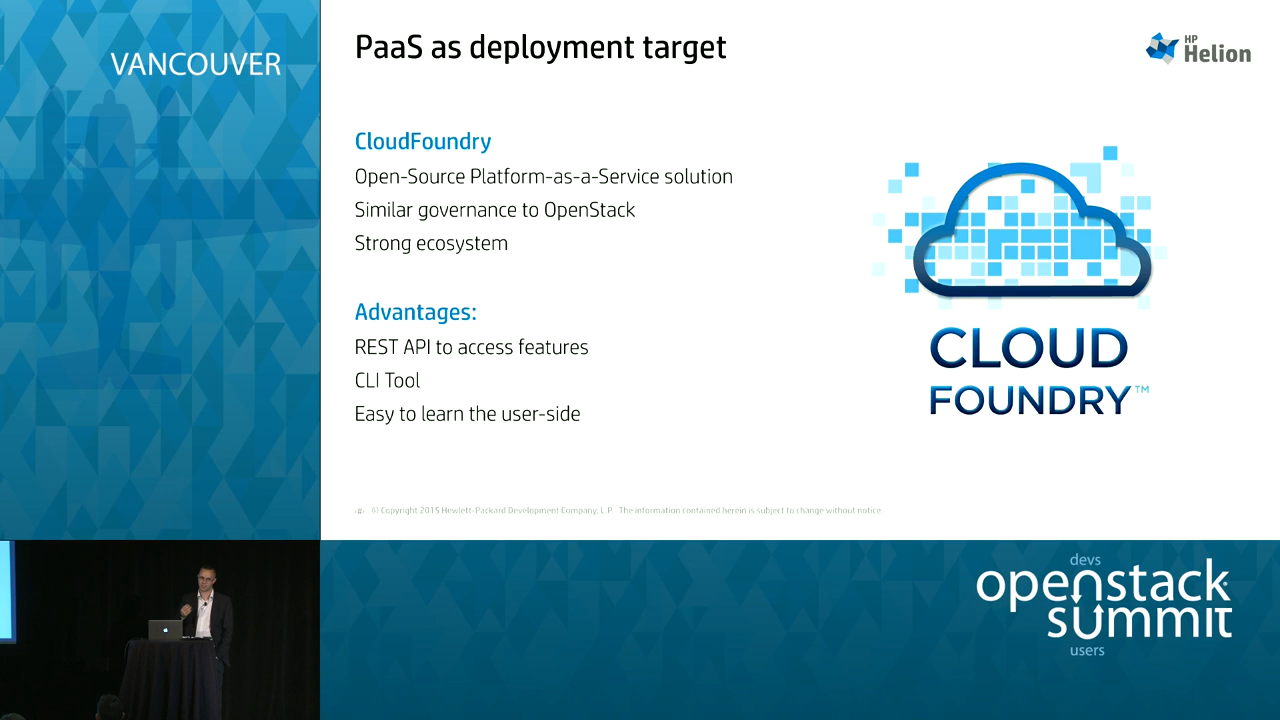 VANCOUVER
PaaS as deployment target
HP
Helion
CloudFoundry
Open-Source Platform-as-a-Service solution
Similar governance to OpenStack
Strong ecosystem
Advantages:
REST API to access features
CLI Tool
Easy to learn the user-side
CLOUD
FOUNDRY™
‹#› © Copyright 2015 Hewlett-Packard Development Company, L.P. The information contained herein is subject to change without notice.
devs
openstack
summit
users